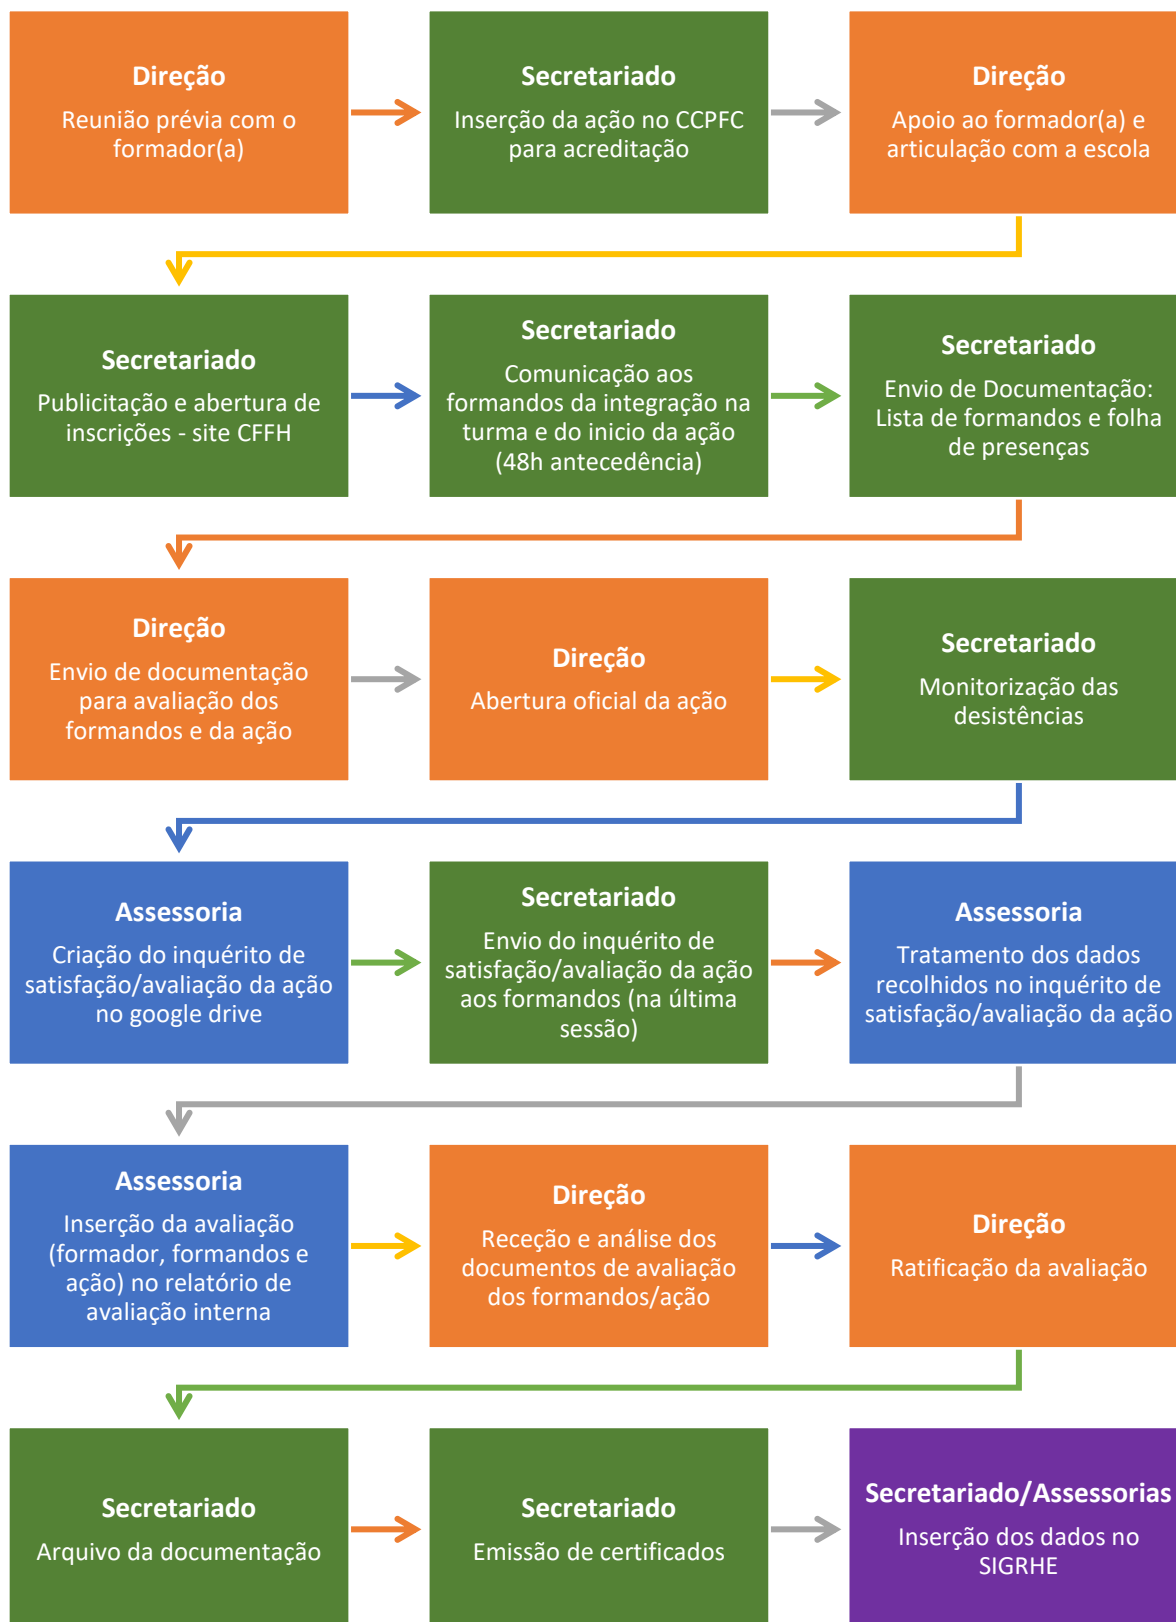 Direção
Reunião prévia com o
formador(a)
Secretariado
Inserção da ação no CCPFC
para acreditação
Direção
Apoio ao formador(a) e
articulação com a escola
Secretariado
Publicitação e abertura de
inscrições - site CFFH
Secretariado
Comunicação aos
formandos da integração na
turma e do inicio da ação
(48h antecedência)
Secretariado
Envio de Documentação:
Lista de formandos e folha
de presenças
Direção
Envio de documentação
para avaliação dos
formandos e da ação
Direção
Abertura oficial da ação
Secretariado
Monitorização das
desistências
Assessoria
Criação do inquérito de
satisfação/avaliação da ação
no google drive
Secretariado
Envio do inquérito de
satisfação/avaliação da ação
aos formandos (na última
sessão)
Assessoria
Tratamento dos dados
recolhidos no inquérito de
satisfação/avaliação da ação
Assessoria
Inserção da avaliação
(formador, formandos e
ação) no relatório de
avaliação interna
Direção
Receção e análise dos
documentos de avaliação
dos formandos/ação
Direção
Ratificação da avaliação
Secretariado
Arquivo da documentação
Secretariado
Emissão de certificados
Secretariado/Assessorias
Inserção dos dados no
SIGRHE